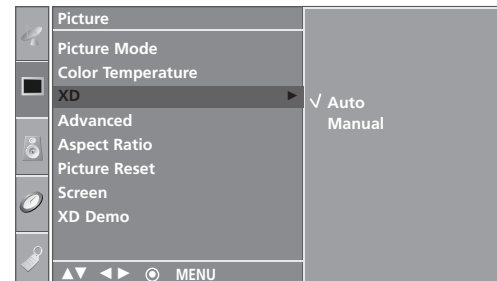 Picture
Picture Mode
Color Temperature
XD ►
Advanced
Aspect Ratio
Picture Reset
Screen
XD Demo
√ Auto
Manual
▲▼ ◄► ◉ MENU